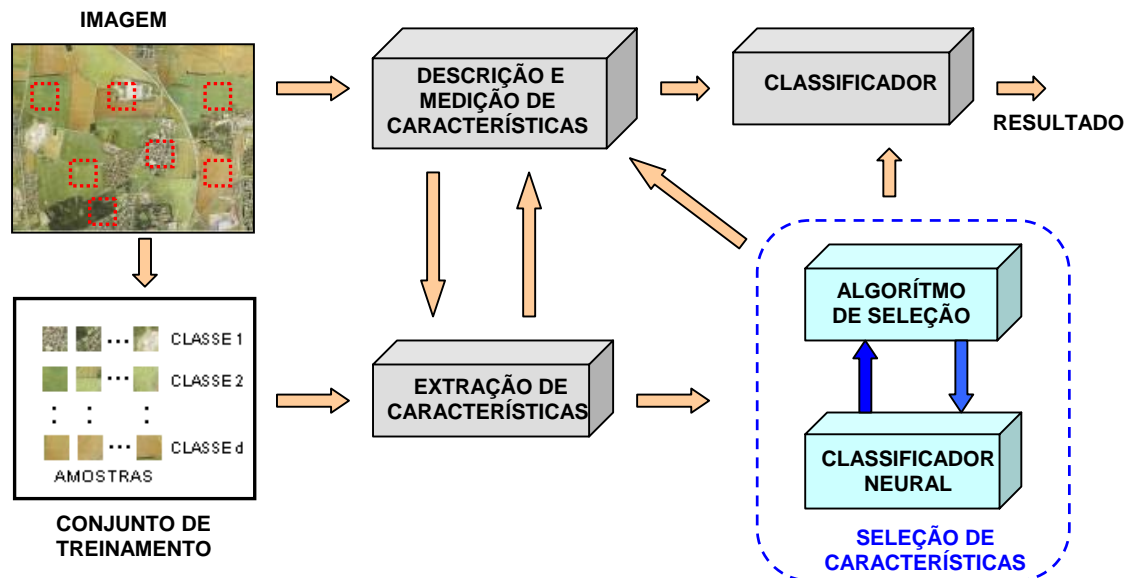 IMAGEM
DESCRIÇÃO E
MEDIÇÃO DE
CARACTERÍSTICAS
CLASSIFICADOR
RESULTADO
CLASSE 1
CLASSE 2
CLASSE d
AMOSTRAS
CONJUNTO DE
TREINAMENTO
EXTRAÇÃO DE
CARACTERÍSTICAS
ALGORÍTMO
DE SELEÇÃO
CLASSIFICADOR
NEURAL
SELEÇÃO DE
CARACTERÍSTICAS